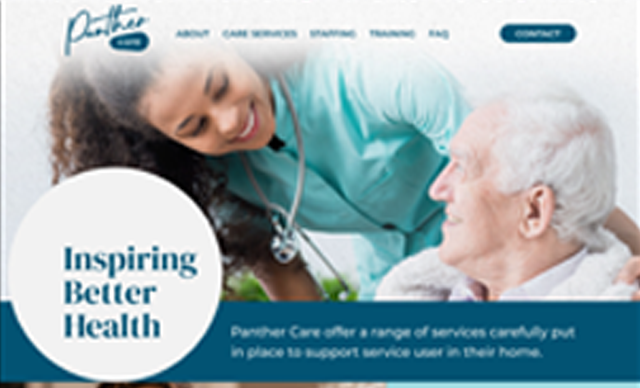 Panther
CARE
ABOUT CARE SERVICES STAFFING TRAINING FAQ CONTACT
Inspiring
Better
Health
Panther Care offer a range of services carefully put
in place to support service user in their home.